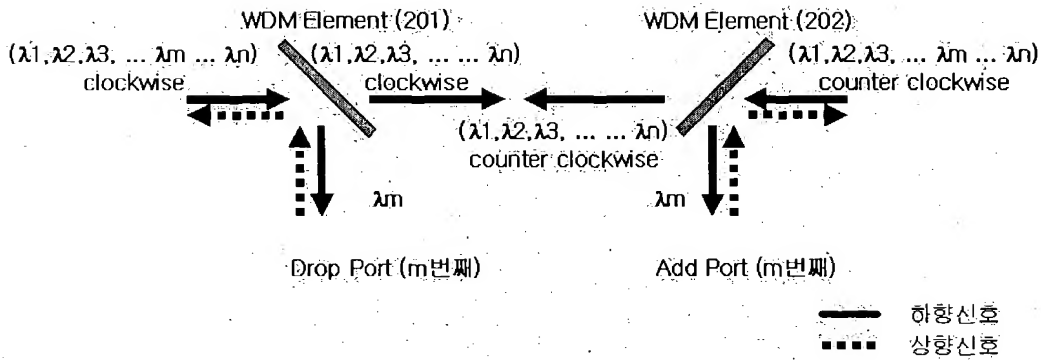 WDM Element (201)
WDM Element (202)
(λ1,λ2,λ3, ... λm ... λn)
clockwise
(λ1,λ2,λ3, ... ... λn)
clockwise
(λ1,λ2,λ3, ... λm ... λn)
counter clockwise
(λ1,λ2,λ3, ... ... λn)
counter clockwise
λm
λm
Drop Port (m번째)
Add Port (m번째)
하향신호
상향신호